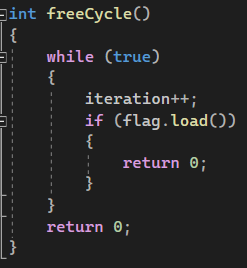 int freeCycle()
{
    while (true)
    {
        iteration++;
        if (flag.load())
        {
            return 0;
        }
    }
    return 0;
}